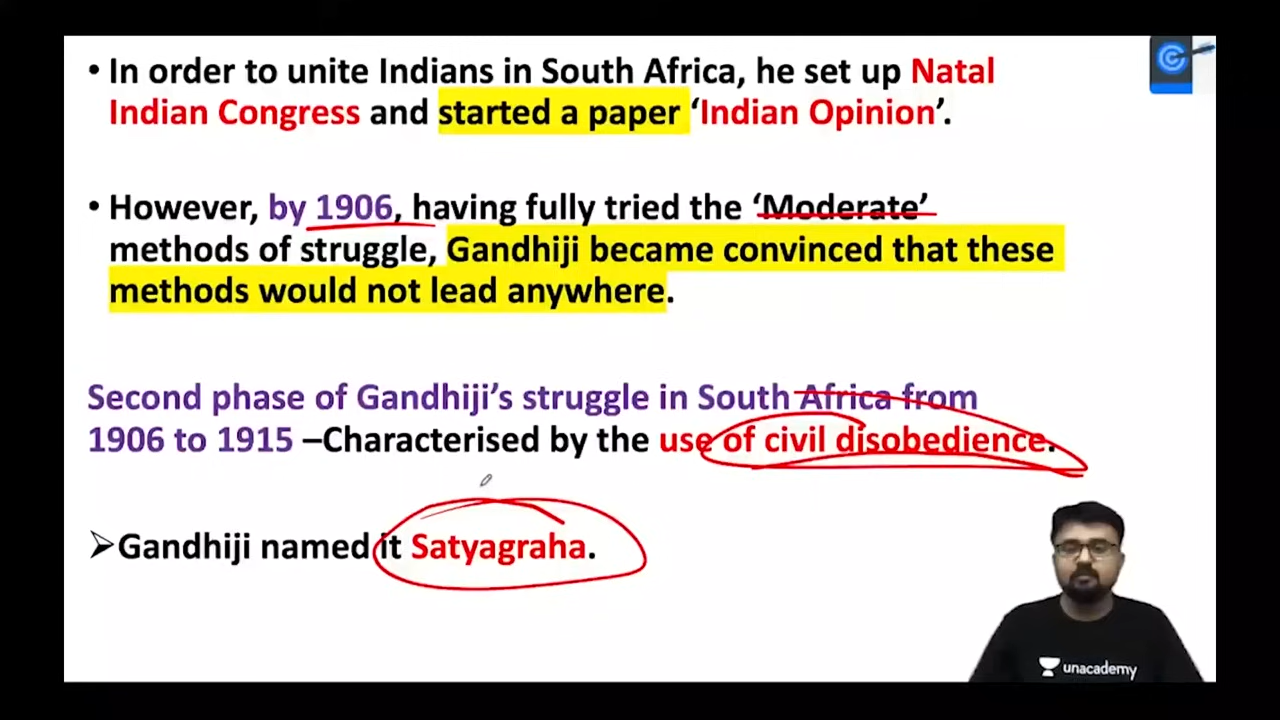 • In order to unite Indians in South Africa, he set up Natal
Indian Congress and started a paper ‘Indian Opinion’.
• However, by 1906, having fully tried the ‘Moderate’
methods of struggle, Gandhiji became convinced that these
methods would not lead anywhere.
Second phase of Gandhiji’s struggle in South Africa from
1906 to 1915 –Characterised by the use of civil disobedience.
➢Gandhiji named it Satyagraha.
unacademy